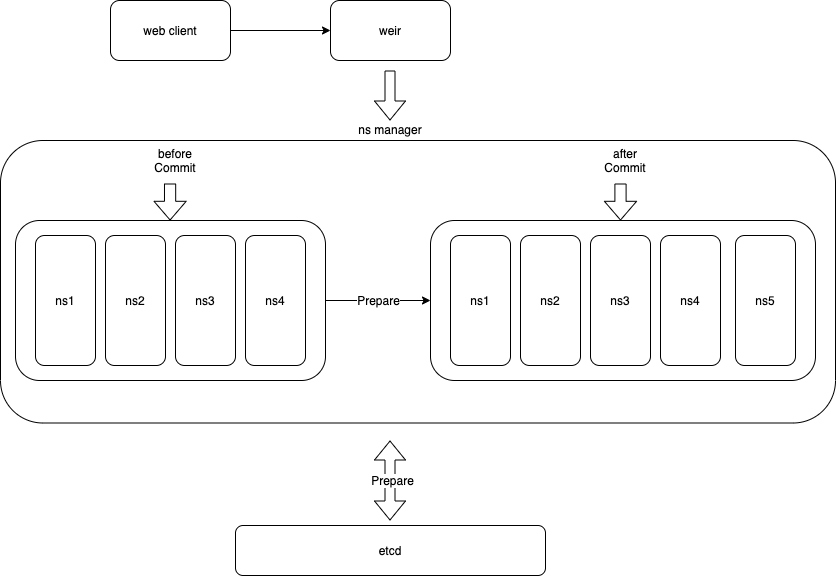 web client
weir
ns manager
before
Commit
after
Commit
ns1
ns2
ns3
ns4
Prepare
ns1
ns2
ns3
ns4
ns5
Prepare
etcd